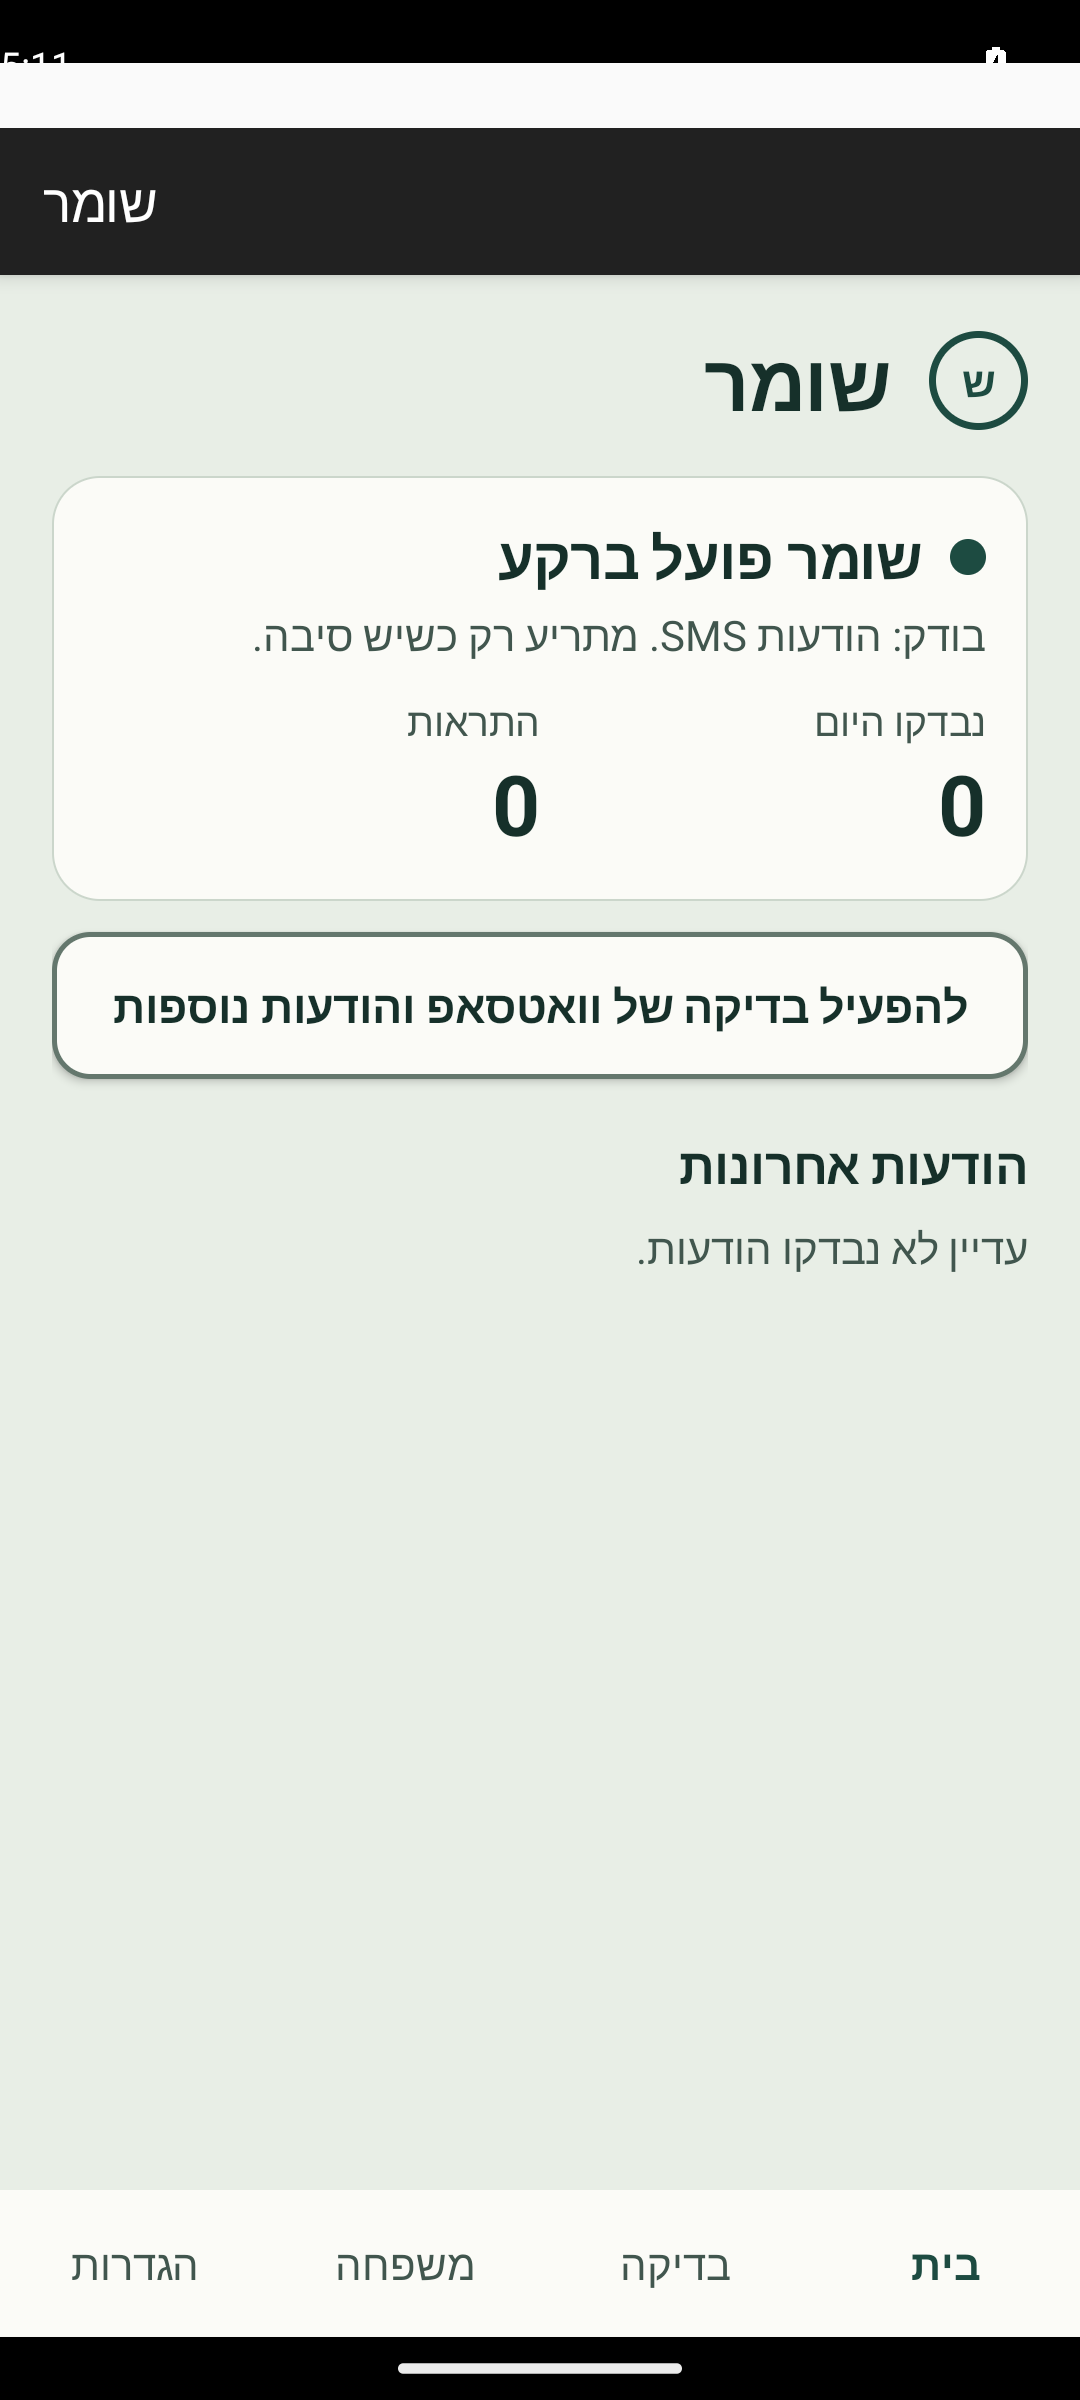 שומר
ש
שומר
שומר פועל ברקע
בודק: הודעות SMS. מתריע רק כשיש סיבה.
נבדקו היום
התראות
0
0
להפעיל בדיקה של וואטסאפ והודעות נוספות
הודעות אחרונות
עדיין לא נבדקו הודעות.
בית
בדיקה
משפחה
הגדרות